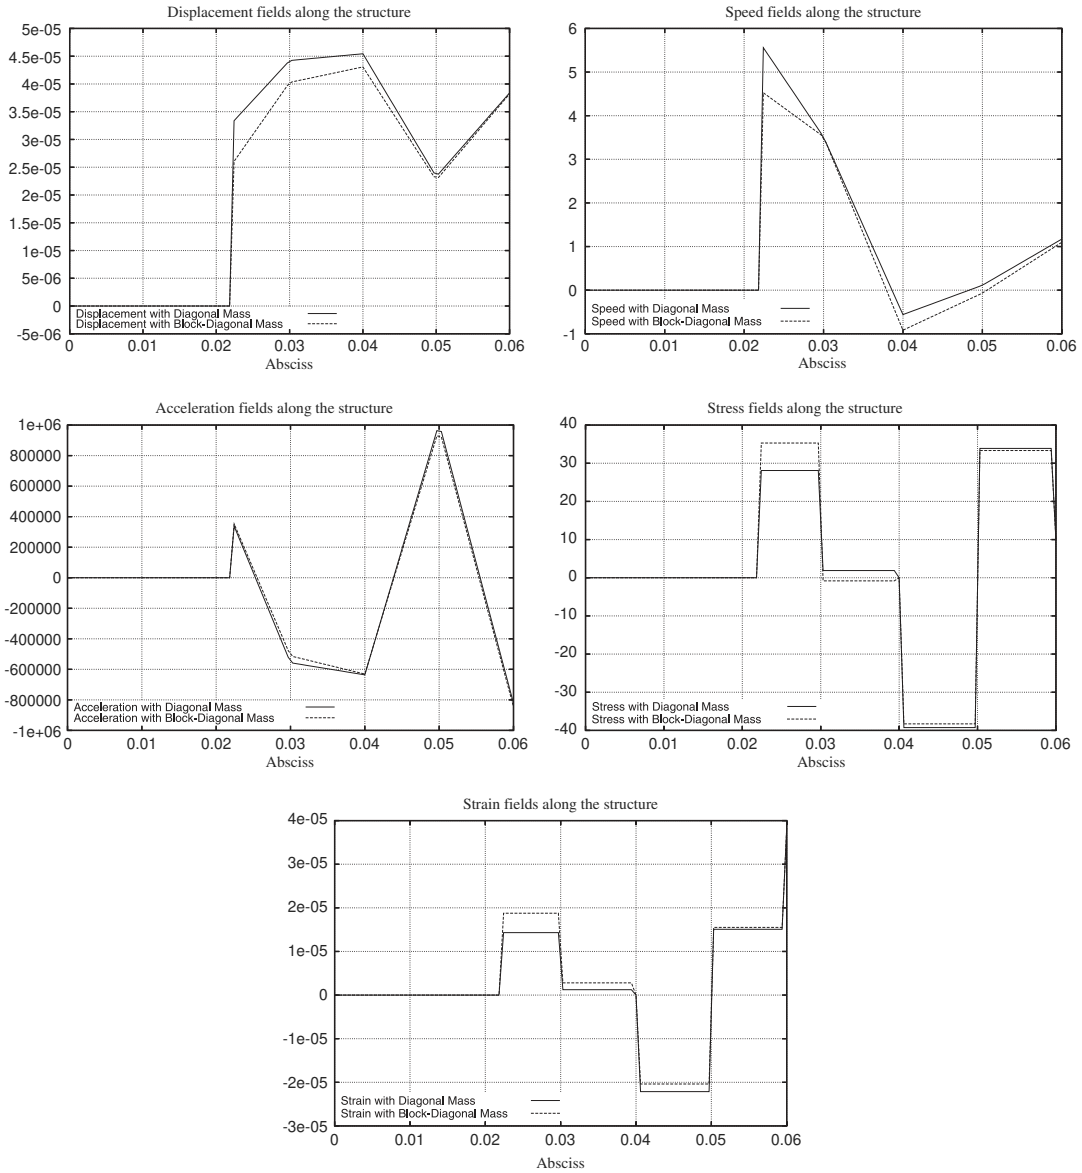 Displacement fields along the structure
5e-05
4.5e-05
4e-05
3.5e-05
3e-05
2.5e-05
2e-05
1.5e-05
1e-05
5e-06
0
-5e-06
Displacement with Diagonal Mass
Displacement with Block-Diagonal Mass
0 0.01 0.02 0.03 0.04 0.05 0.06
Absciss
Speed fields along the structure
6
5
4
3
2
1
0
-1
Speed with Diagonal Mass
Speed with Block-Diagonal Mass
0 0.01 0.02 0.03 0.04 0.05 0.06
Absciss
Acceleration fields along the structure
1e+06
800000
600000
400000
200000
0
-200000
-400000
-600000
-800000
-1e+06
Acceleration with Diagonal Mass
Acceleration with Block-Diagonal Mass
0 0.01 0.02 0.03 0.04 0.05 0.06
Absciss
Stress fields along the structure
40
30
20
10
0
-10
-20
-30
-40
Stress with Diagonal Mass
Stress with Block-Diagonal Mass
0 0.01 0.02 0.03 0.04 0.05 0.06
Absciss
Strain fields along the structure
4e-05
3e-05
2e-05
1e-05
0
-1e-05
-2e-05
-3e-05
Strain with Diagonal Mass
Strain with Block-Diagonal Mass
0 0.01 0.02 0.03 0.04 0.05 0.06
Absciss